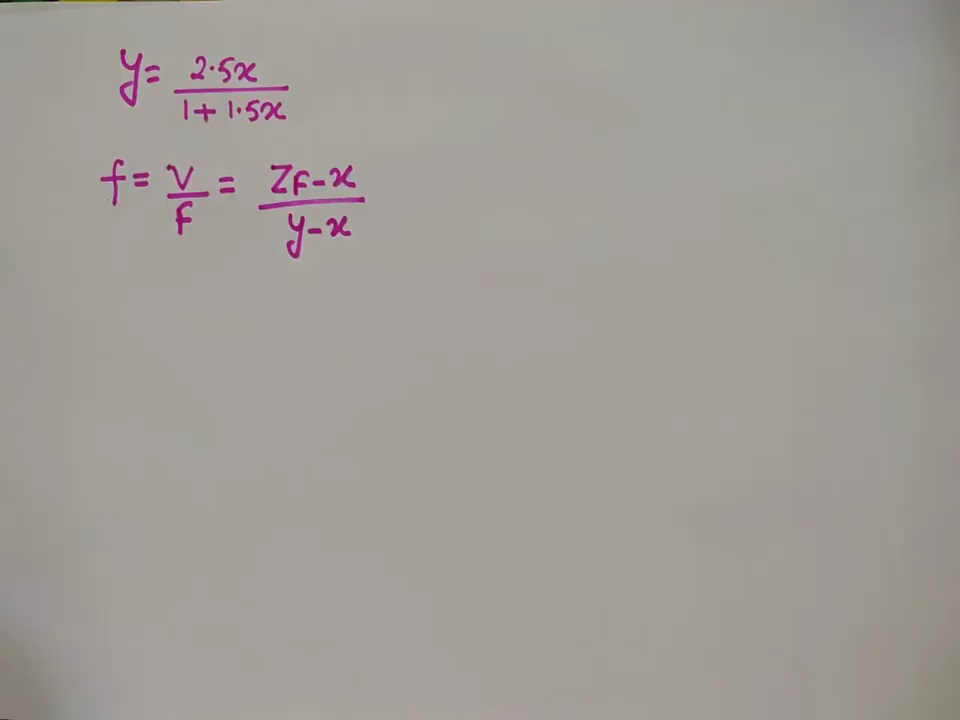 y = 2.5x / 1 + 1.5x
f = V / F = ZF - x / y - x